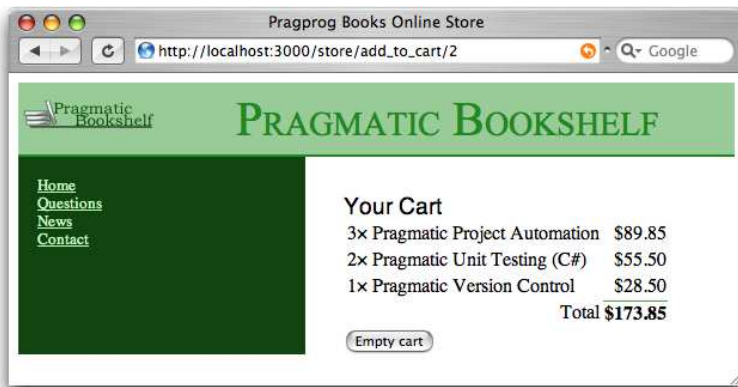 Pragprog Books Online Store
http://localhost:3000/store/add_to_cart/2
Google
Pragmatic
Bookshelf
PRAGMATIC BOOKSHELF
Home
Questions
News
Contact
Your Cart
3× Pragmatic Project Automation $89.85
2× Pragmatic Unit Testing (C#) $55.50
1× Pragmatic Version Control $28.50
Total $173.85
Empty cart